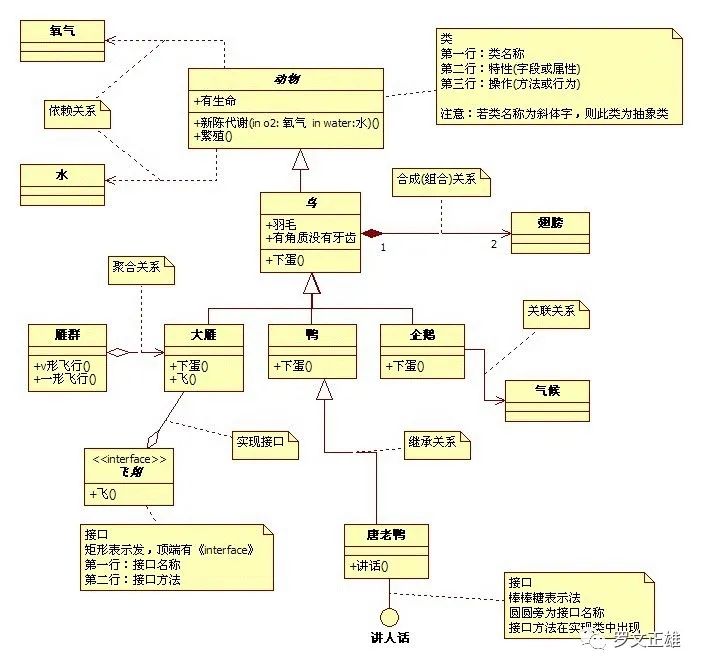 氧气
类
第一行：类名称
第二行：特性(字段或属性)
第三行：操作(方法或行为)
注意：若类名称为斜体字，则此类为抽象类
动物
+有生命
+新陈代谢(in o2: 氧气 in water:水)()
+繁殖()
依赖关系
水
鸟
+羽毛
+有角质没有牙齿
+下蛋()
合成(组合)关系
1
2
翅膀
聚合关系
雁群
+v形飞行()
+一形飞行()
大雁
+下蛋()
+飞()
鸭
+下蛋()
企鹅
+下蛋()
关联关系
气候
实现接口
继承关系
<<interface>>
飞翔
+飞()
接口
矩形表示发，顶端有《interface》
第一行：接口名称
第二行：接口方法
唐老鸭
+讲话()
讲人话
接口
棒棒糖表示法
圆圆旁为接口名称
接口方法在实现类中出现
罗文正雄